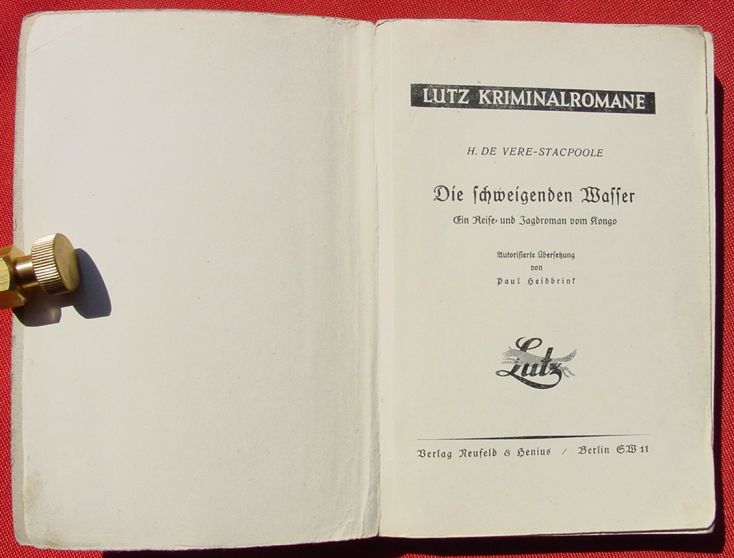 LUTZ KRIMINALROMANE
H. DE VERE-STACPOOLE
Die schweigenden Wasser
Ein Reise- und Jagdroman vom Kongo
Autorisierte Übersetzung
von
Paul Heidbrink
Lutz
Verlag Neufeld & Henius / Berlin SW 11